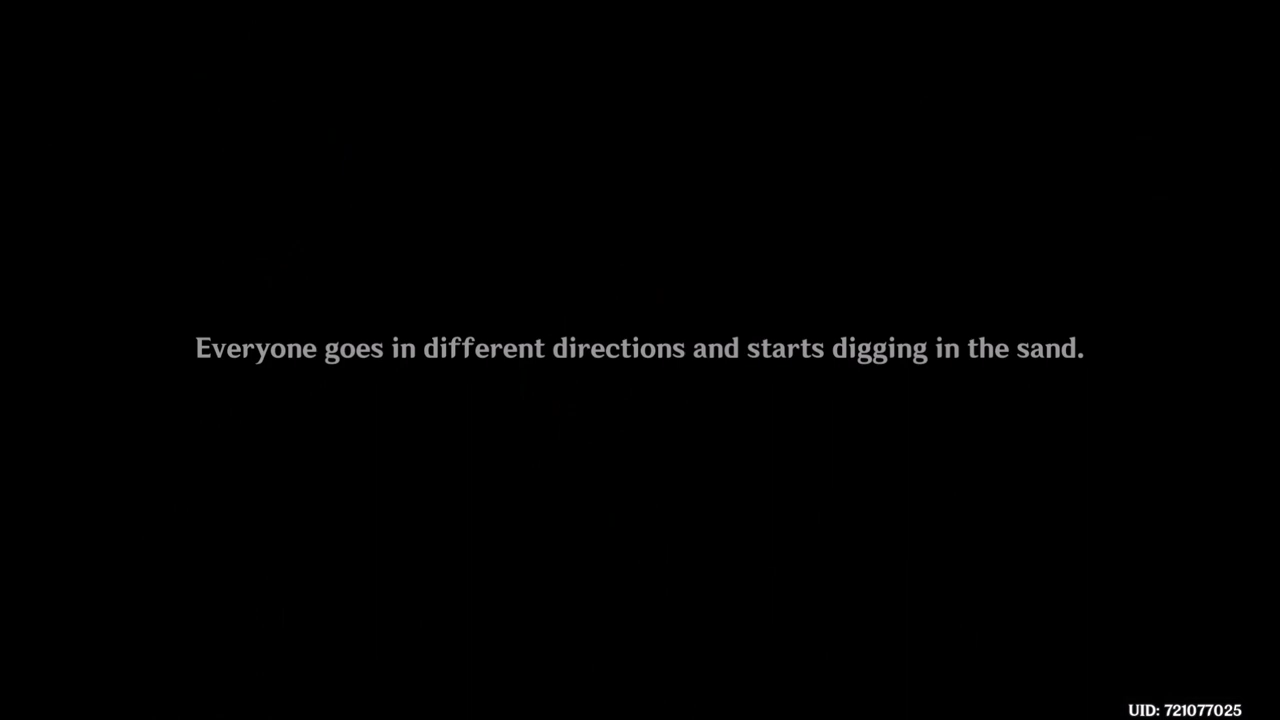 Everyone goes in different directions and starts digging in the sand.
UID: 721077025